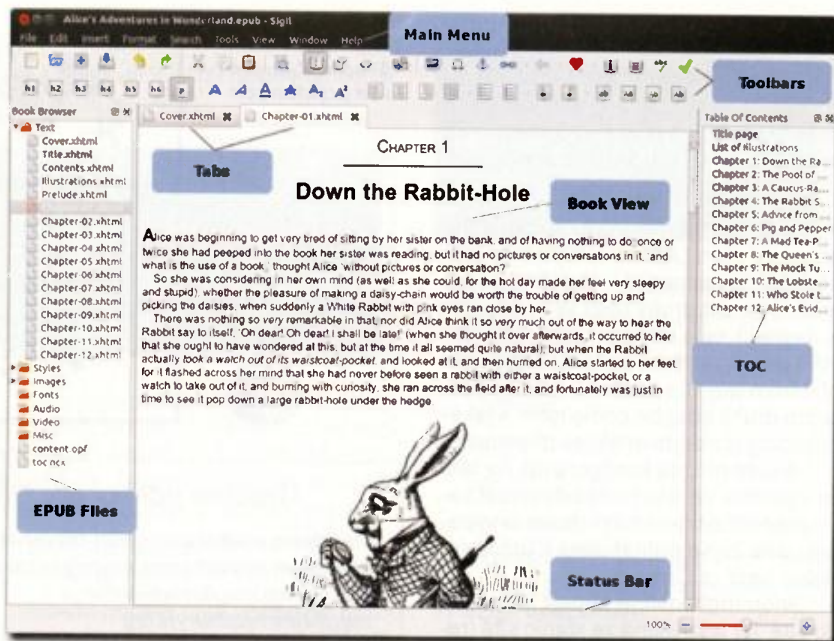 Alice's Adventures in Wonderland.epub - Sigil
File Edit Insert Format Search Tools View Window Help
Main Menu
h1 h2 h3 h4 h5 h6 p A A A A A₁ A²
Toolbars
Book Browser
Text
Cover.xhtml
Title.xhtml
Contents.xhtml
Illustrations.xhtml
Prelude.xhtml
Chapter-02.xhtml
Chapter-03.xhtml
Chapter-04.xhtml
Chapter-05.xhtml
Chapter-06.xhtml
Chapter-07.xhtml
Chapter-08.xhtml
Chapter-09.xhtml
Chapter-10.xhtml
Chapter-11.xhtml
Chapter-12.xhtml
Styles
Images
Fonts
Audio
Video
Misc
content.opf
toc.ncx
EPUB Files
Cover.xhtml Chapter-01.xhtml
Tabs
CHAPTER 1
Down the Rabbit-Hole
Book View
Alice was beginning to get very tired of sitting by her sister on the bank, and of having nothing to do: once or
twice she had peeped into the book her sister was reading, but it had no pictures or conversations in it, 'and
what is the use of a book,' thought Alice 'without pictures or conversation?'
So she was considering in her own mind (as well as she could, for the hot day made her feel very sleepy
and stupid), whether the pleasure of making a daisy-chain would be worth the trouble of getting up and
picking the daisies, when suddenly a White Rabbit with pink eyes ran close by her.
There was nothing so very remarkable in that; nor did Alice think it so very much out of the way to hear the
Rabbit say to itself, 'Oh dear! Oh dear! I shall be late!' (when she thought it over afterwards, it occurred to her
that she ought to have wondered at this, but at the time it all seemed quite natural); but when the Rabbit
actually took a watch out of its waistcoat-pocket, and looked at it, and then hurried on, Alice started to her feet,
for it flashed across her mind that she had never before seen a rabbit with either a waistcoat-pocket, or a
watch to take out of it, and burning with curiosity, she ran across the field after it, and fortunately was just in
time to see it pop down a large rabbit-hole under the hedge.
Table Of Contents
Title page
List of Illustrations
Chapter 1: Down the Ra...
Chapter 2: The Pool of ...
Chapter 3: A Caucus-Ra...
Chapter 4: The Rabbit S...
Chapter 5: Advice from ...
Chapter 6: Pig and Pepper
Chapter 7: A Mad Tea-P...
Chapter 8: The Queen's ...
Chapter 9: The Mock Tu...
Chapter 10: The Lobste...
Chapter 11: Who Stole t...
Chapter 12: Alice's Evid...
TOC
Status Bar
100%